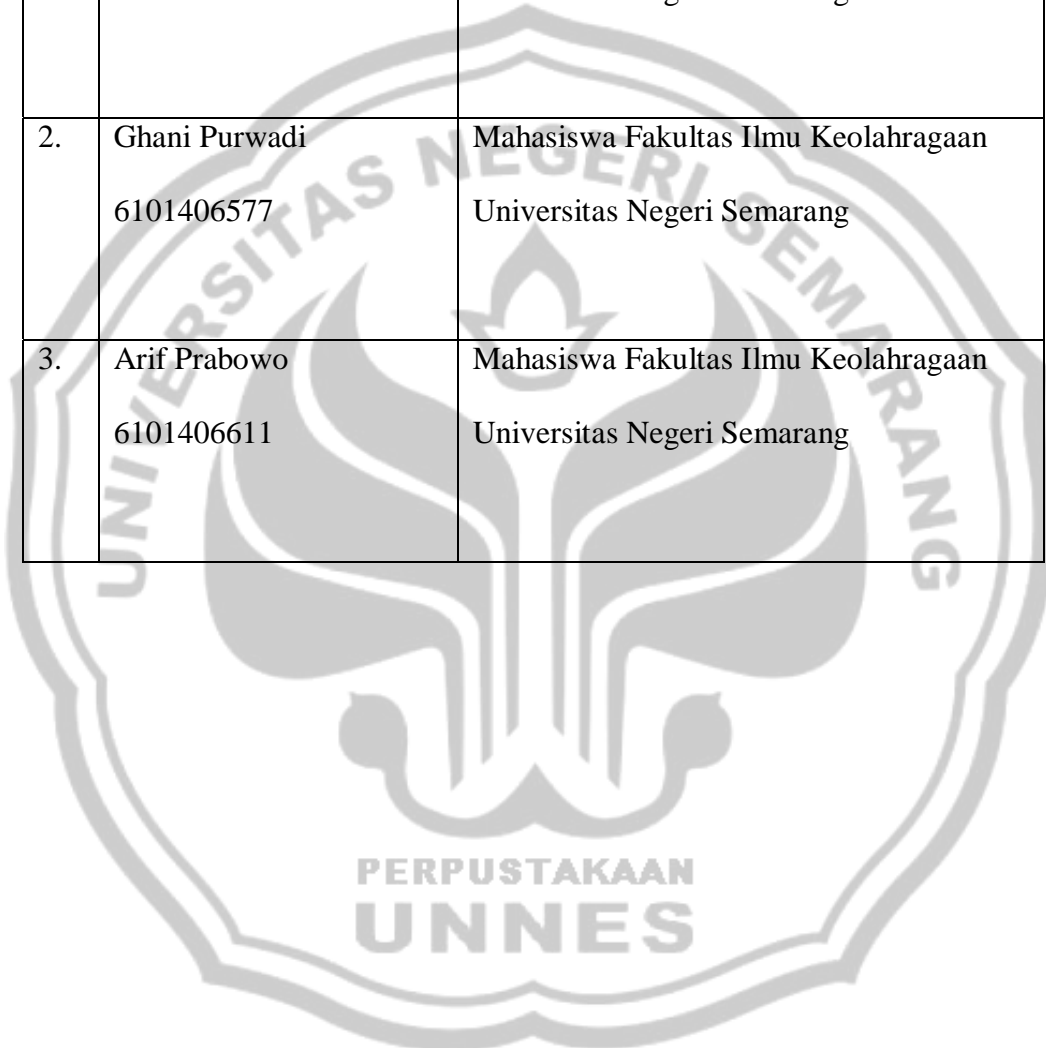 2.
Ghani Purwadi
6101406577
Mahasiswa Fakultas Ilmu Keolahragaan
Universitas Negeri Semarang
3.
Arif Prabowo
6101406611
Mahasiswa Fakultas Ilmu Keolahragaan
Universitas Negeri Semarang
UNIVERSITAS NEGERI SEMARANG
PERPUSTAKAAN
UNNES